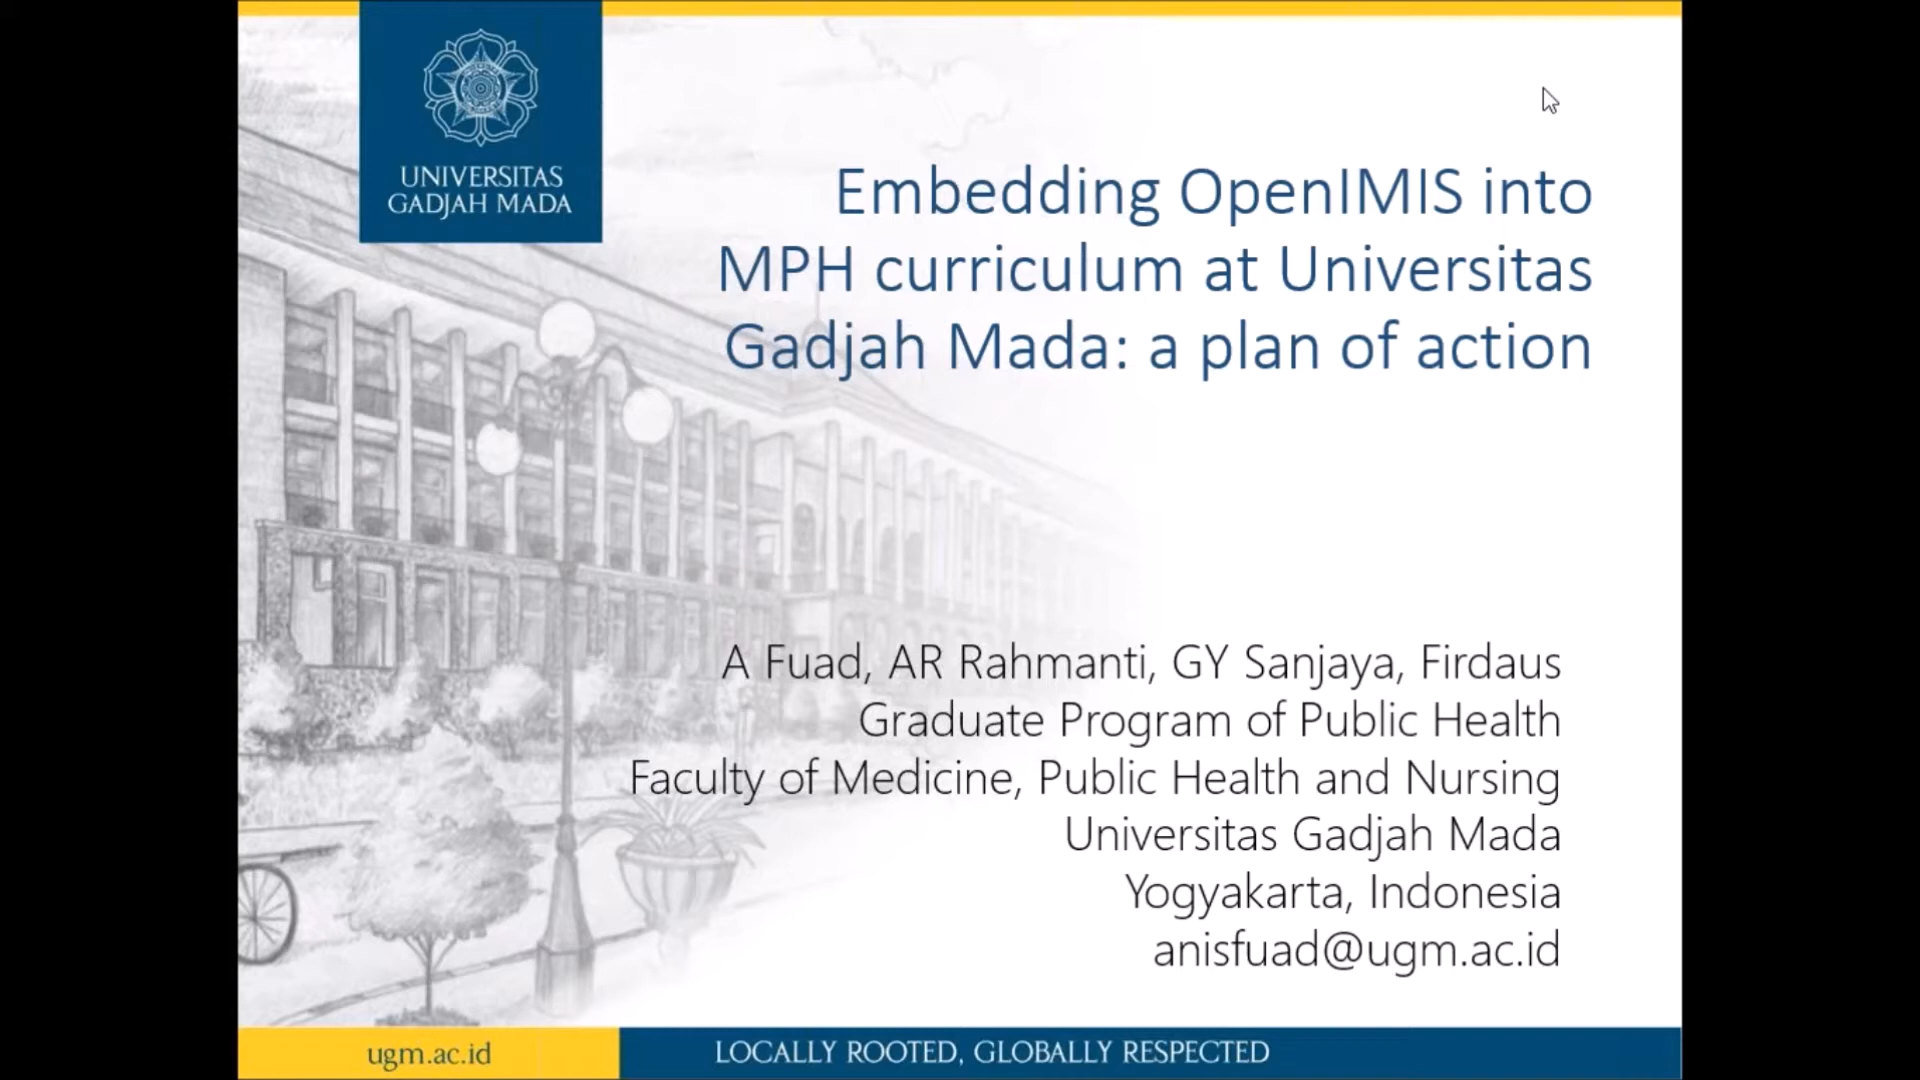 UNIVERSITAS
GADJAH MADA
Embedding OpenIMIS into
MPH curriculum at Universitas
Gadjah Mada: a plan of action
A Fuad, AR Rahmanti, GY Sanjaya, Firdaus
Graduate Program of Public Health
Faculty of Medicine, Public Health and Nursing
Universitas Gadjah Mada
Yogyakarta, Indonesia
anisfuad@ugm.ac.id
ugm.ac.id
LOCALLY ROOTED, GLOBALLY RESPECTED